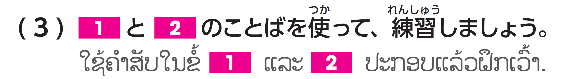 (3) 1 と 2 のことばを使って、練習しましょう。
ໃຊ້ຄຳສັບໃນຂໍ້ 1 ແລະ 2 ປະກອບແລ້ວຝຶກເວົ້າ.